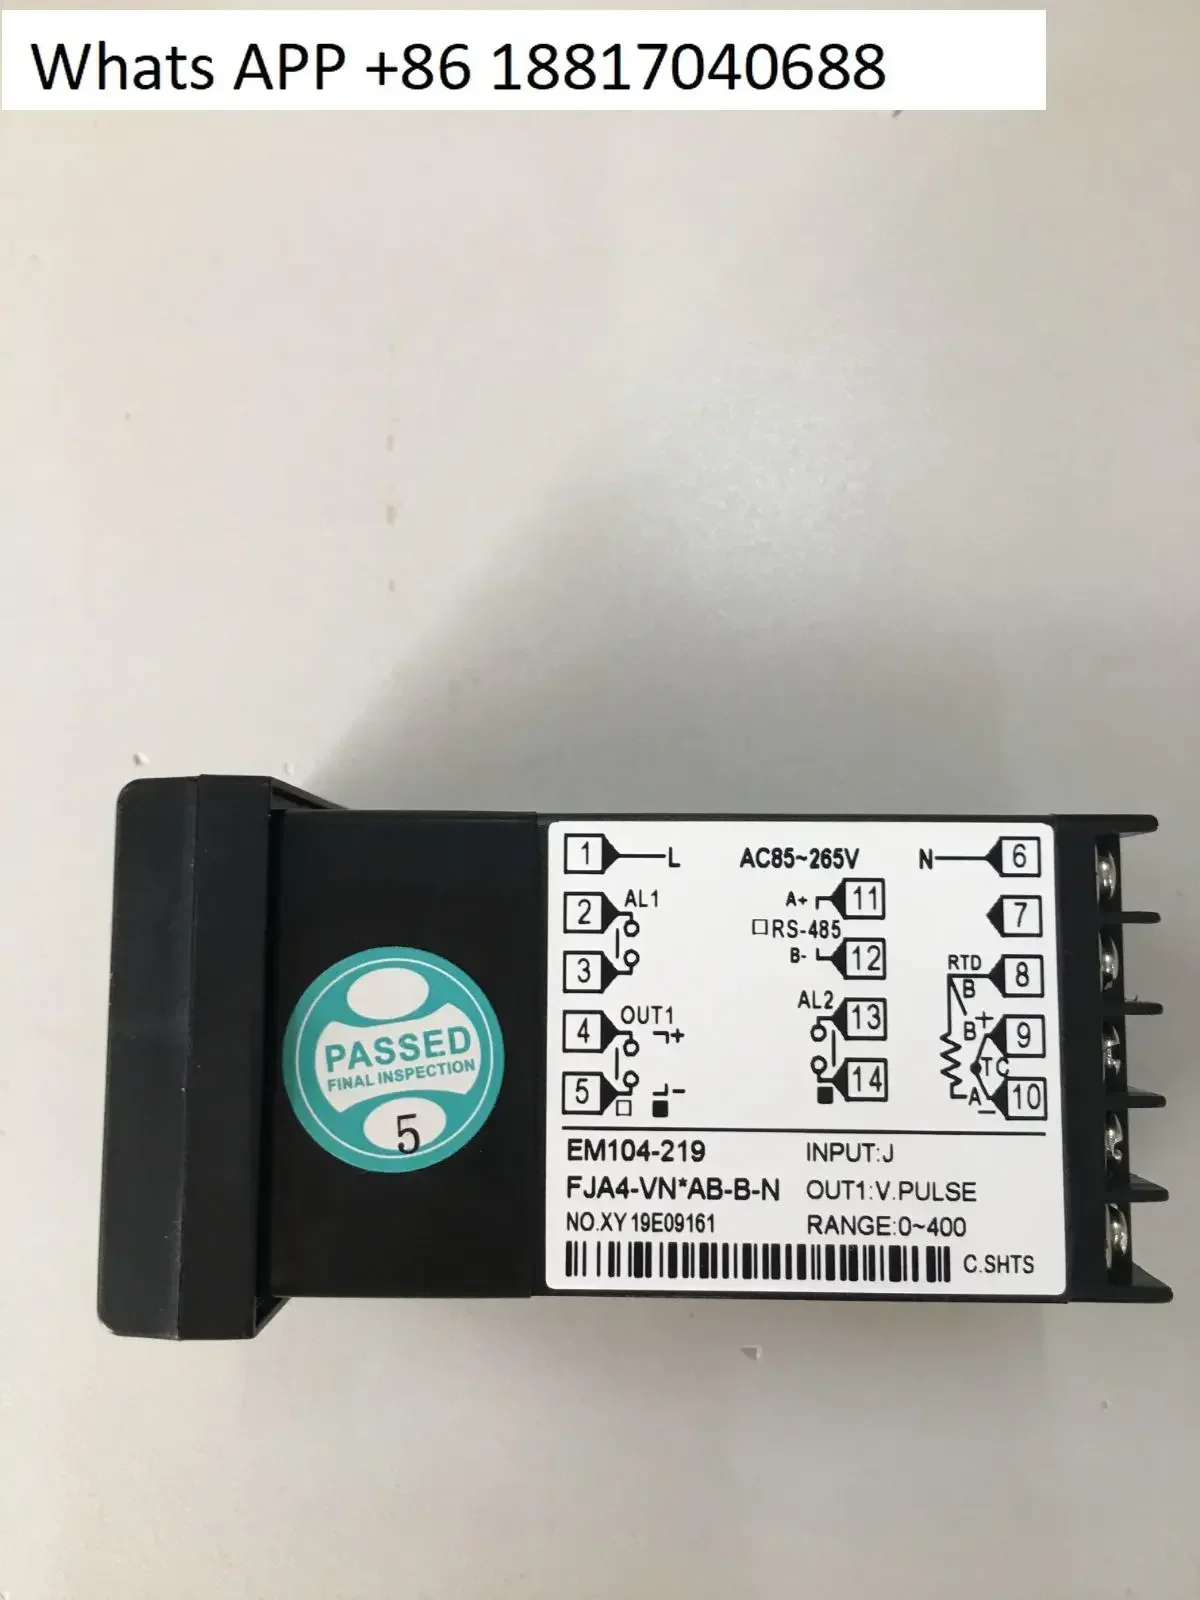 Whats APP +86 18817040688
1 L AC85~265V N 6
2 AL1 A+ 11 7
RS-485
3 B- 12 RTD 8
B
4 OUT1 + AL2 13 B + 9
TC
5 - 14 A - 10
PASSED
FINAL INSPECTION
5
EM104-219 INPUT:J
FJA4-VN*AB-B-N OUT1:V.PULSE
NO.XY19E09161 RANGE:0~400
C.SHTS